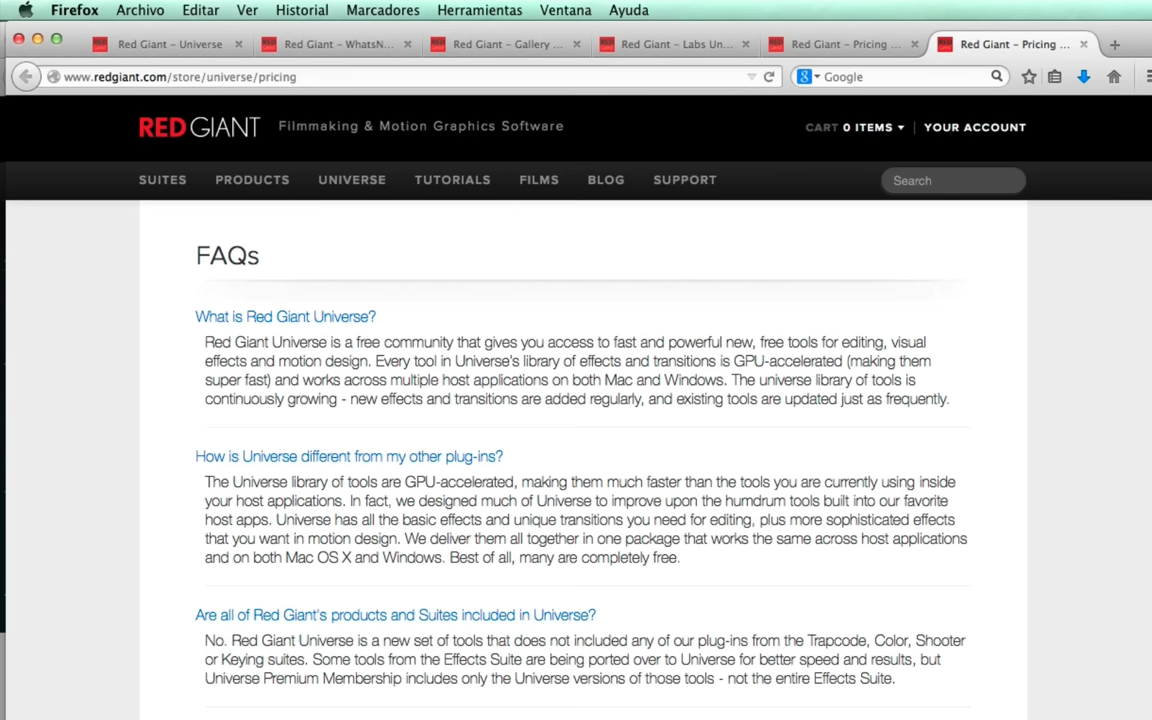 Firefox Archivo Editar Ver Historial Marcadores Herramientas Ventana Ayuda
Red Giant – Universe Red Giant – WhatsN... Red Giant – Gallery ... Red Giant – Labs Un... Red Giant – Pricing ... Red Giant – Pricing ...
www.redgiant.com/store/universe/pricing
Google
RED GIANT Filmmaking & Motion Graphics Software
CART 0 ITEMS | YOUR ACCOUNT
SUITES PRODUCTS UNIVERSE TUTORIALS FILMS BLOG SUPPORT
Search
FAQs
What is Red Giant Universe?
Red Giant Universe is a free community that gives you access to fast and powerful new, free tools for editing, visual
effects and motion design. Every tool in Universe's library of effects and transitions is GPU-accelerated (making them
super fast) and works across multiple host applications on both Mac and Windows. The universe library of tools is
continuously growing - new effects and transitions are added regularly, and existing tools are updated just as frequently.
How is Universe different from my other plug-ins?
The Universe library of tools are GPU-accelerated, making them much faster than the tools you are currently using inside
your host applications. In fact, we designed much of Universe to improve upon the humdrum tools built into our favorite
host apps. Universe has all the basic effects and unique transitions you need for editing, plus more sophisticated effects
that you want in motion design. We deliver them all together in one package that works the same across host applications
and on both Mac OS X and Windows. Best of all, many are completely free.
Are all of Red Giant's products and Suites included in Universe?
No. Red Giant Universe is a new set of tools that does not included any of our plug-ins from the Trapcode, Color, Shooter
or Keying suites. Some tools from the Effects Suite are being ported over to Universe for better speed and results, but
Universe Premium Membership includes only the Universe versions of those tools - not the entire Effects Suite.